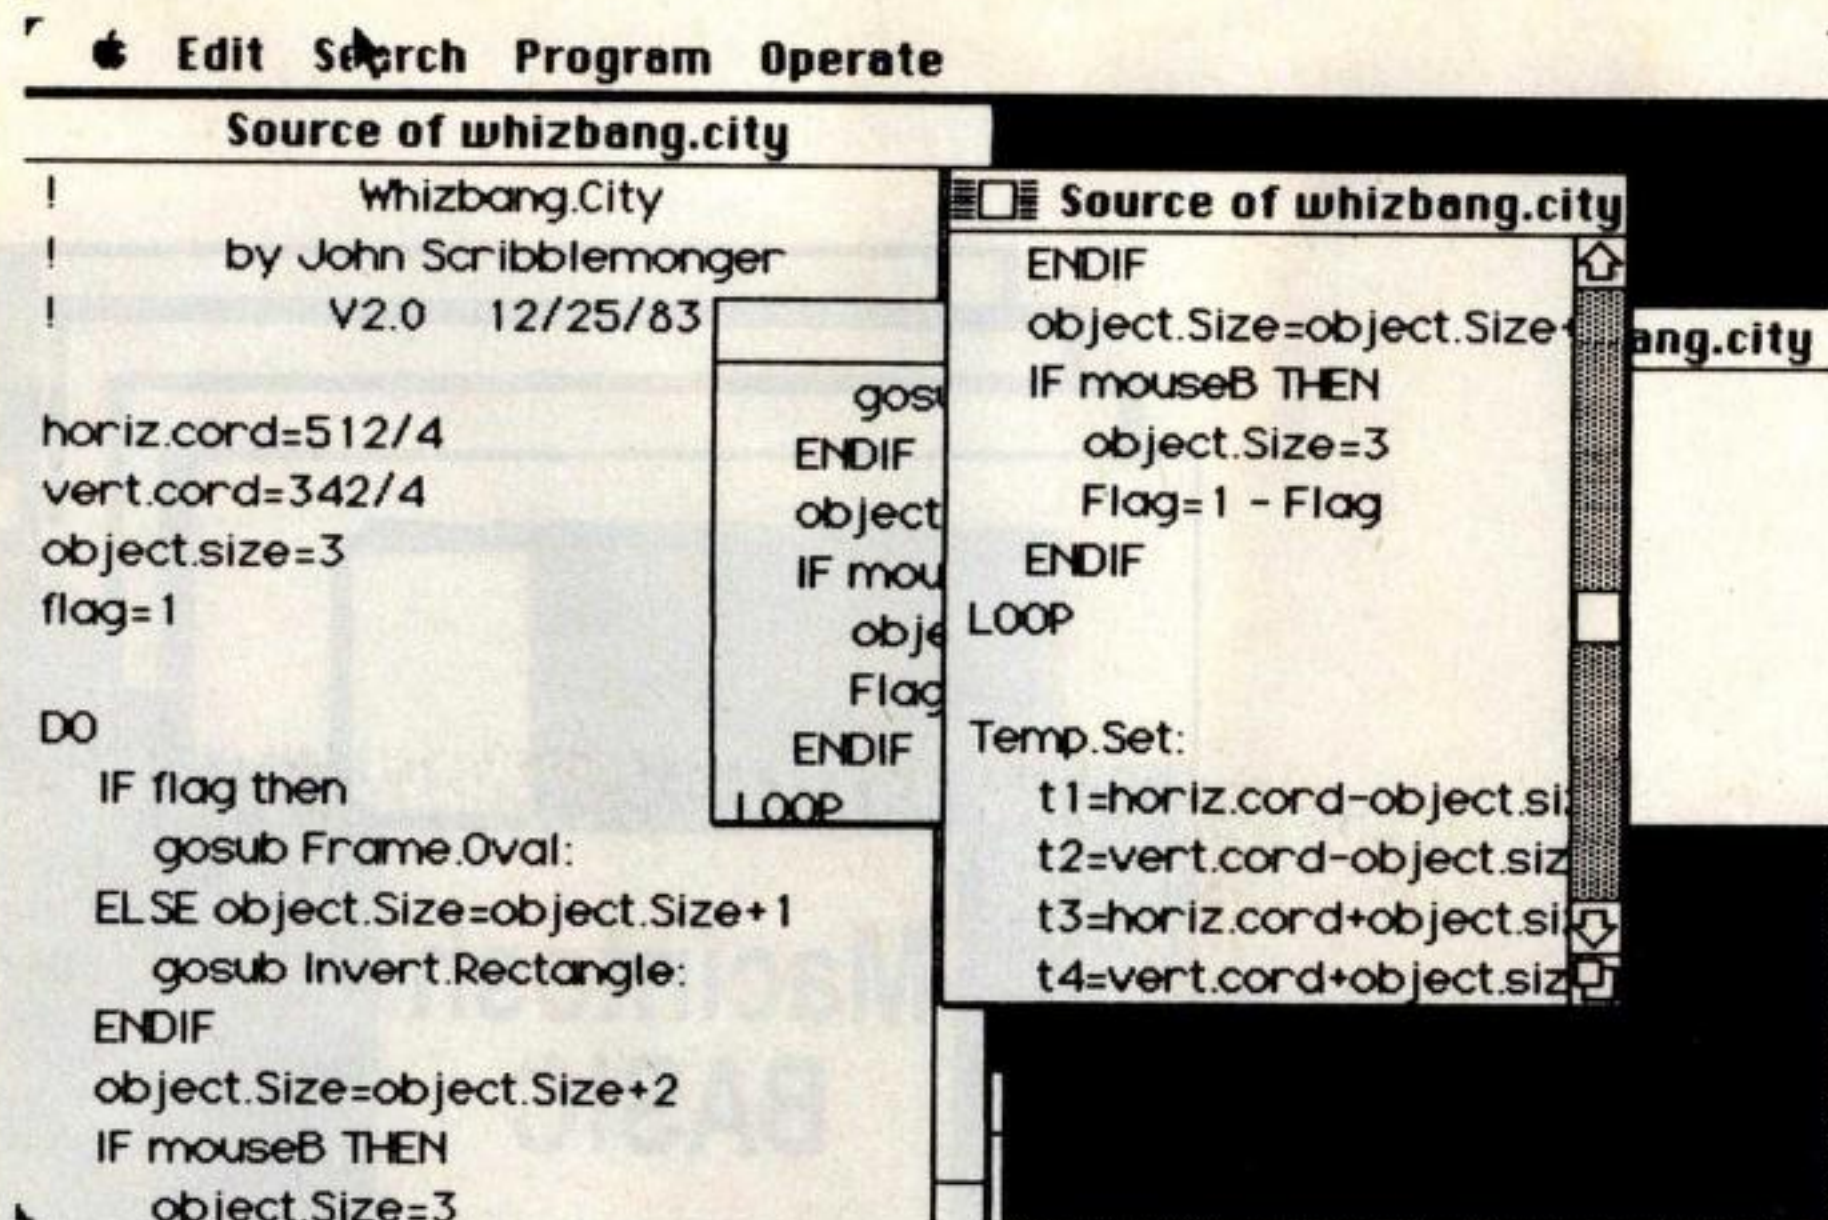 Edit Search Program Operate
Source of whizbang.city
! Whizbang.City
! by John Scribblemonger
! V2.0 12/25/83
horiz.cord=512/4
vert.cord=342/4
object.size=3
flag=1
DO
IF flag then
gosub Frame.Oval:
ELSE object.Size=object.Size+1
gosub Invert.Rectangle:
ENDIF
object.Size=object.Size+2
IF mouseB THEN
object.Size=3
gosu
ENDIF
object
IF mou
obje
Flag
ENDIF
LOOP
Source of whizbang.city
ENDIF
object.Size=object.Size+
IF mouseB THEN
object.Size=3
Flag=1 - Flag
ENDIF
LOOP
Temp.Set:
t1=horiz.cord-object.si
t2=vert.cord-object.siz
t3=horiz.cord+object.si
t4=vert.cord+object.siz
ang.city
Macintosh
BASIC